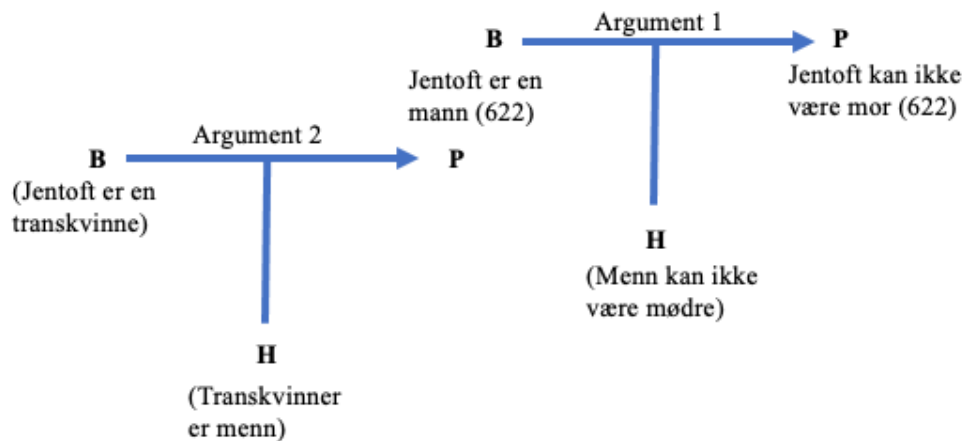 Argument 1
B
P
Jentoft er en
mann (622)
Jentoft kan ikke
være mor (622)
H
(Menn kan ikke
være mødre)
Argument 2
B
P
(Jentoft er en
transkvinne)
H
(Transkvinner
er menn)